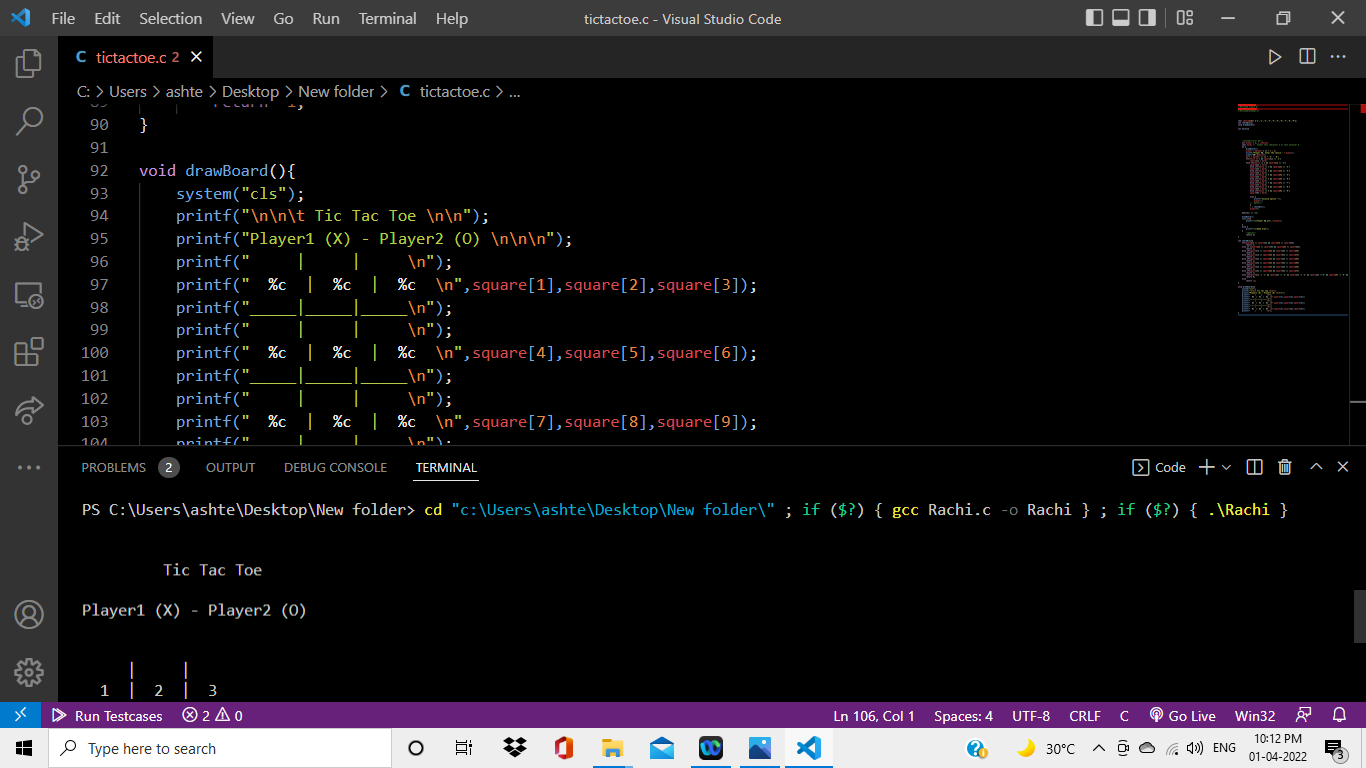 File Edit Selection View Go Run Terminal Help tictactoe.c - Visual Studio Code
C tictactoe.c 2
C: > Users > ashte > Desktop > New folder > C tictactoe.c > ...
90 }
91
92 void drawBoard(){
93 system("cls");
94 printf("\n\n\t Tic Tac Toe \n\n");
95 printf("Player1 (X) - Player2 (O) \n\n\n");
96 printf("     |     |     \n");
97 printf("  %c  |  %c  |  %c  \n",square[1],square[2],square[3]);
98 printf("_____|_____|_____\n");
99 printf("     |     |     \n");
100 printf("  %c  |  %c  |  %c  \n",square[4],square[5],square[6]);
101 printf("_____|_____|_____\n");
102 printf("     |     |     \n");
103 printf("  %c  |  %c  |  %c  \n",square[7],square[8],square[9]);
104 printf("     |     |     \n");
PROBLEMS 2 OUTPUT DEBUG CONSOLE TERMINAL Code
PS C:\Users\ashte\Desktop\New folder> cd "c:\Users\ashte\Desktop\New folder\" ; if ($?) { gcc Rachi.c -o Rachi } ; if ($?) { .\Rachi }
Tic Tac Toe
Player1 (X) - Player2 (O)
     |     |
  1  |  2  |  3
Run Testcases 2 0 Ln 106, Col 1 Spaces: 4 UTF-8 CRLF C Go Live Win32
Type here to search 30°C ENG 10:12 PM
01-04-2022 3